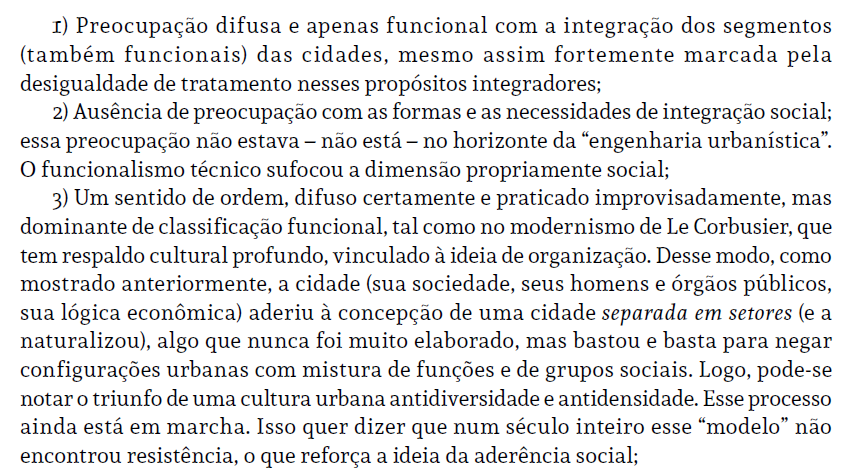 1) Preocupação difusa e apenas funcional com a integração dos segmentos
(também funcionais) das cidades, mesmo assim fortemente marcada pela
desigualdade de tratamento nesses propósitos integradores;
2) Ausência de preocupação com as formas e as necessidades de integração social;
essa preocupação não estava – não está – no horizonte da “engenharia urbanística”.
O funcionalismo técnico sufocou a dimensão propriamente social;
3) Um sentido de ordem, difuso certamente e praticado improvisadamente, mas
dominante de classificação funcional, tal como no modernismo de Le Corbusier, que
tem respaldo cultural profundo, vinculado à ideia de organização. Desse modo, como
mostrado anteriormente, a cidade (sua sociedade, seus homens e órgãos públicos,
sua lógica econômica) aderiu à concepção de uma cidade separada em setores (e a
naturalizou), algo que nunca foi muito elaborado, mas bastou e basta para negar
configurações urbanas com mistura de funções e de grupos sociais. Logo, pode-se
notar o triunfo de uma cultura urbana antidiversidade e antidensidade. Esse processo
ainda está em marcha. Isso quer dizer que num século inteiro esse “modelo” não
encontrou resistência, o que reforça a ideia da aderência social;